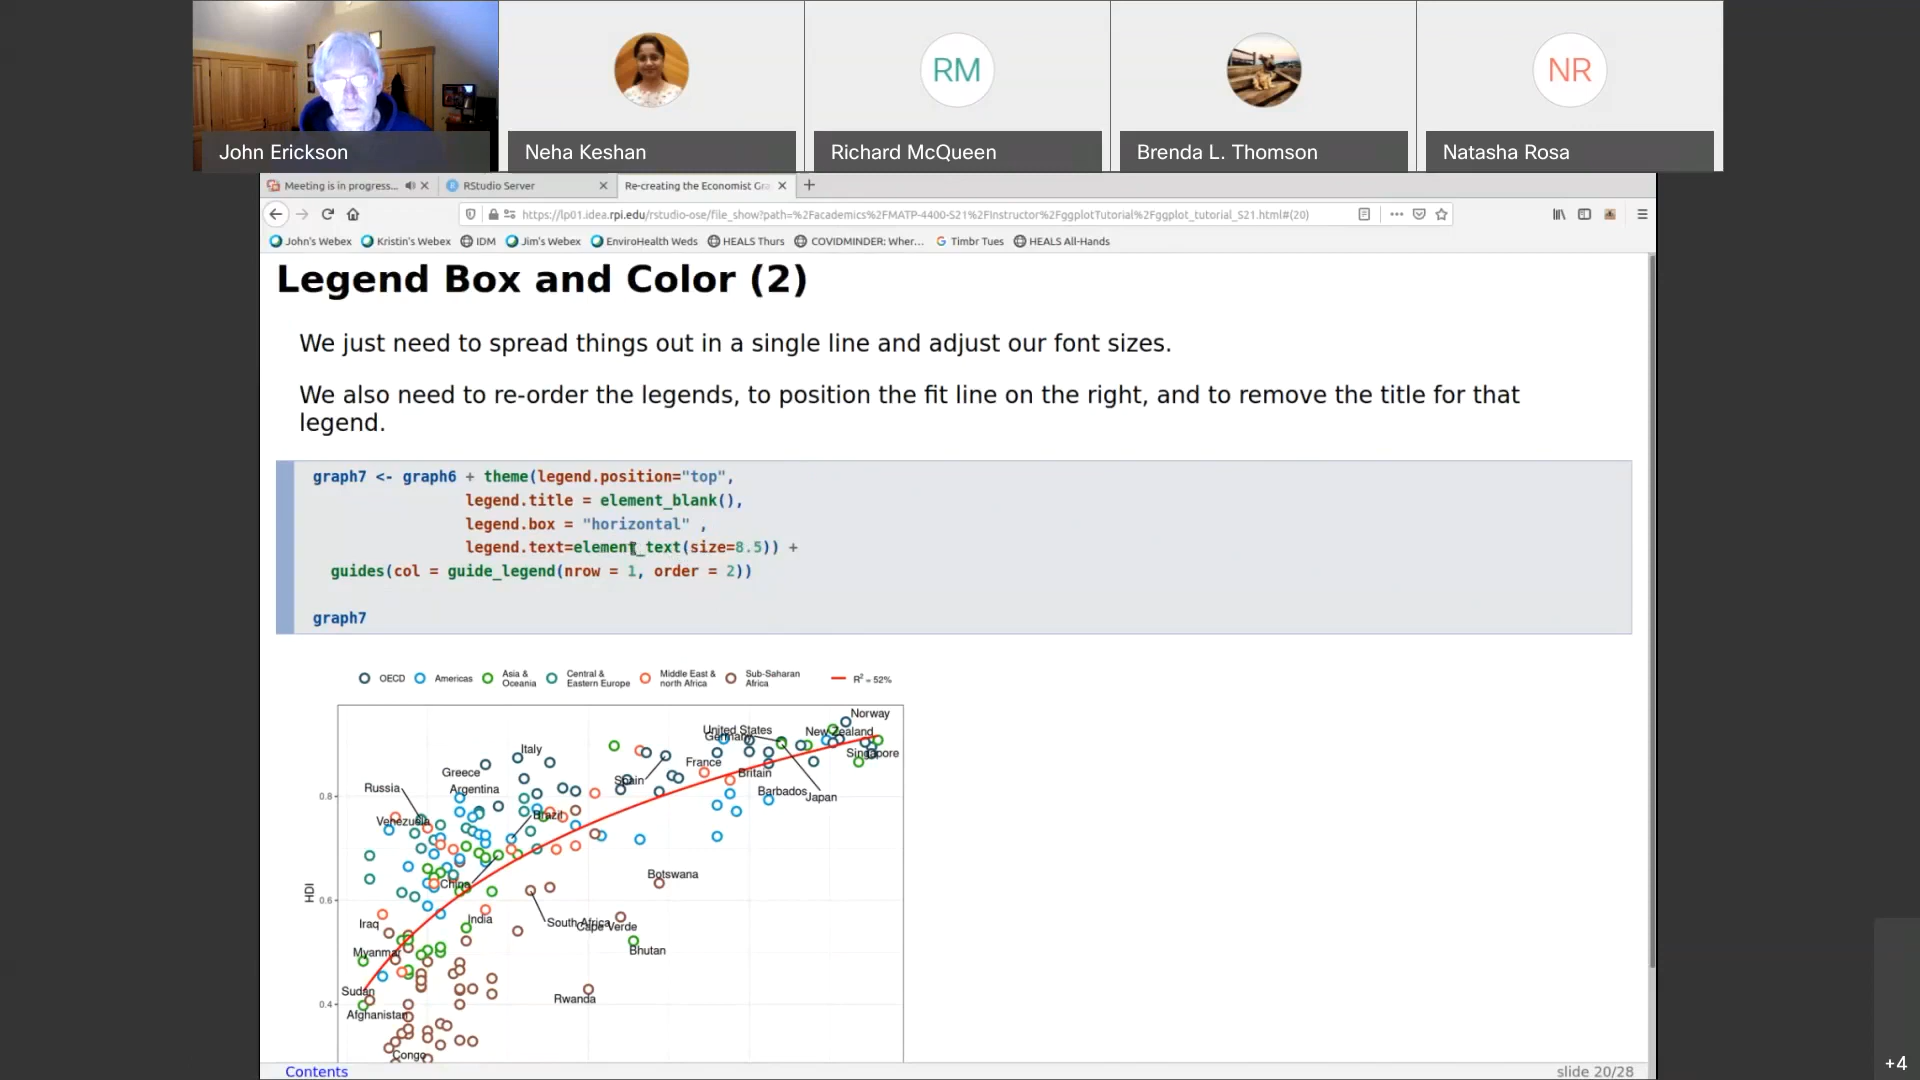 RM
NR
John Erickson
Neha Keshan
Richard McQueen
Brenda L. Thomson
Natasha Rosa
Meeting is in progress...
RStudio Server
Re-creating the Economist Gra
https://lp01.idea.rpi.edu/rstudio-ose/file_show?path=%2Facademics%2FMATP-4400-S21%2FInstructor%2FggplotTutorial%2Fggplot_tutorial_S21.html#(20)
John's Webex Kristin's Webex IDM Jim's Webex EnviroHealth Weds HEALS Thurs COVIDMINDER: Wher... Timbr Tues HEALS All-Hands
Legend Box and Color (2)
We just need to spread things out in a single line and adjust our font sizes.
We also need to re-order the legends, to position the fit line on the right, and to remove the title for that
legend.
graph7 <- graph6 + theme(legend.position="top",
legend.title = element_blank(),
legend.box = "horizontal" ,
legend.text=element_text(size=8.5)) +
guides(col = guide_legend(nrow = 1, order = 2))
graph7
OECD
Americas
Asia &
Oceania
Central &
Eastern Europe
Middle East &
north Africa
Sub-Saharan
Africa
R² = 52%
Norway
United States
New Zealand
Germany
Italy
Singapore
France
Greece
Britain
Spain
Russia
Argentina
Barbados
Japan
0.8
Brazil
Venezuela
Botswana
China
HDI
0.6
India
South Africa
Iraq
Cape Verde
Myanmar
Bhutan
Sudan
Rwanda
0.4
Afghanistan
Congo
Contents
slide 20/28
+4